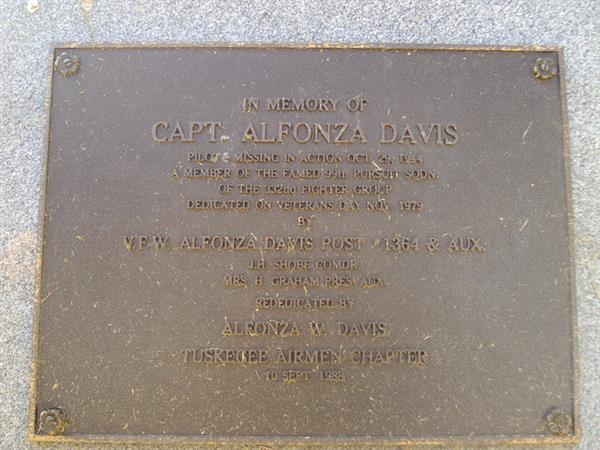 IN MEMORY OF
CAPT. ALFONZA DAVIS
PILOT - MISSING IN ACTION OCT. 29, 1944
A MEMBER OF THE FAMED 99th PURSUIT SQDN.
OF THE 332nd FIGHTER GROUP
DEDICATED ON VETERANS DAY NOV. 1979
BY
V.F.W. ALFONZA DAVIS POST #1364 & AUX.
J.H. SHOBE COMDR.
MRS. H. GRAHAM PRES. AUX.
REDEDICATED BY
ALFONZA W. DAVIS
TUSKEGEE AIRMEN CHAPTER
10 SEPT. 1988